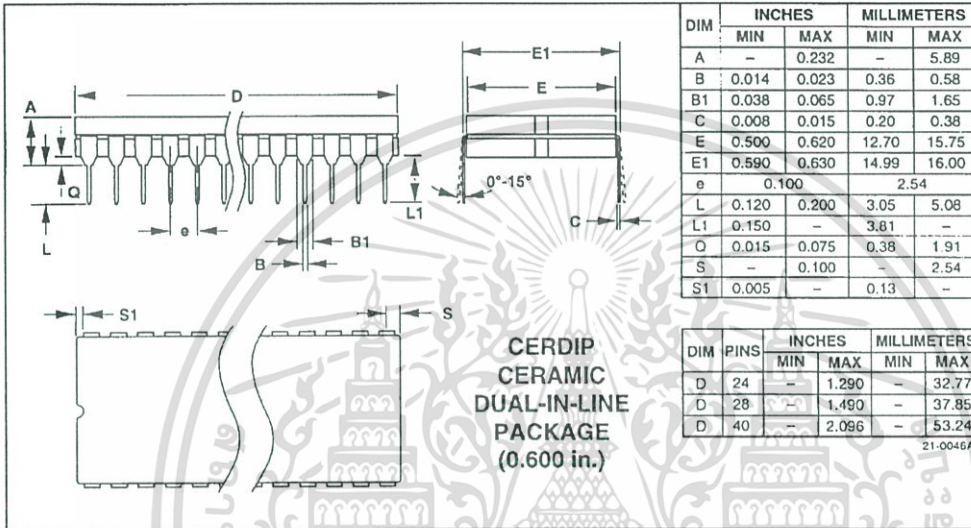 A
D
Q
L
e
L1
B
B1
E1
E
0°-15°
C
S1
S
CERDIP
CERAMIC
DUAL-IN-LINE
PACKAGE
(0.600 in.)
DIM INCHES MILLIMETERS
MIN MAX MIN MAX
A – 0.232 – 5.89
B 0.014 0.023 0.36 0.58
B1 0.038 0.065 0.97 1.65
C 0.008 0.015 0.20 0.38
E 0.500 0.620 12.70 15.75
E1 0.590 0.630 14.99 16.00
e 0.100 2.54
L 0.120 0.200 3.05 5.08
L1 0.150 – 3.81 –
Q 0.015 0.075 0.38 1.91
S – 0.100 – 2.54
S1 0.005 – 0.13 –
DIM PINS INCHES MILLIMETERS
MIN MAX MIN MAX
D 24 – 1.290 – 32.77
D 28 – 1.490 – 37.85
D 40 – 2.096 – 53.24
21-0046A